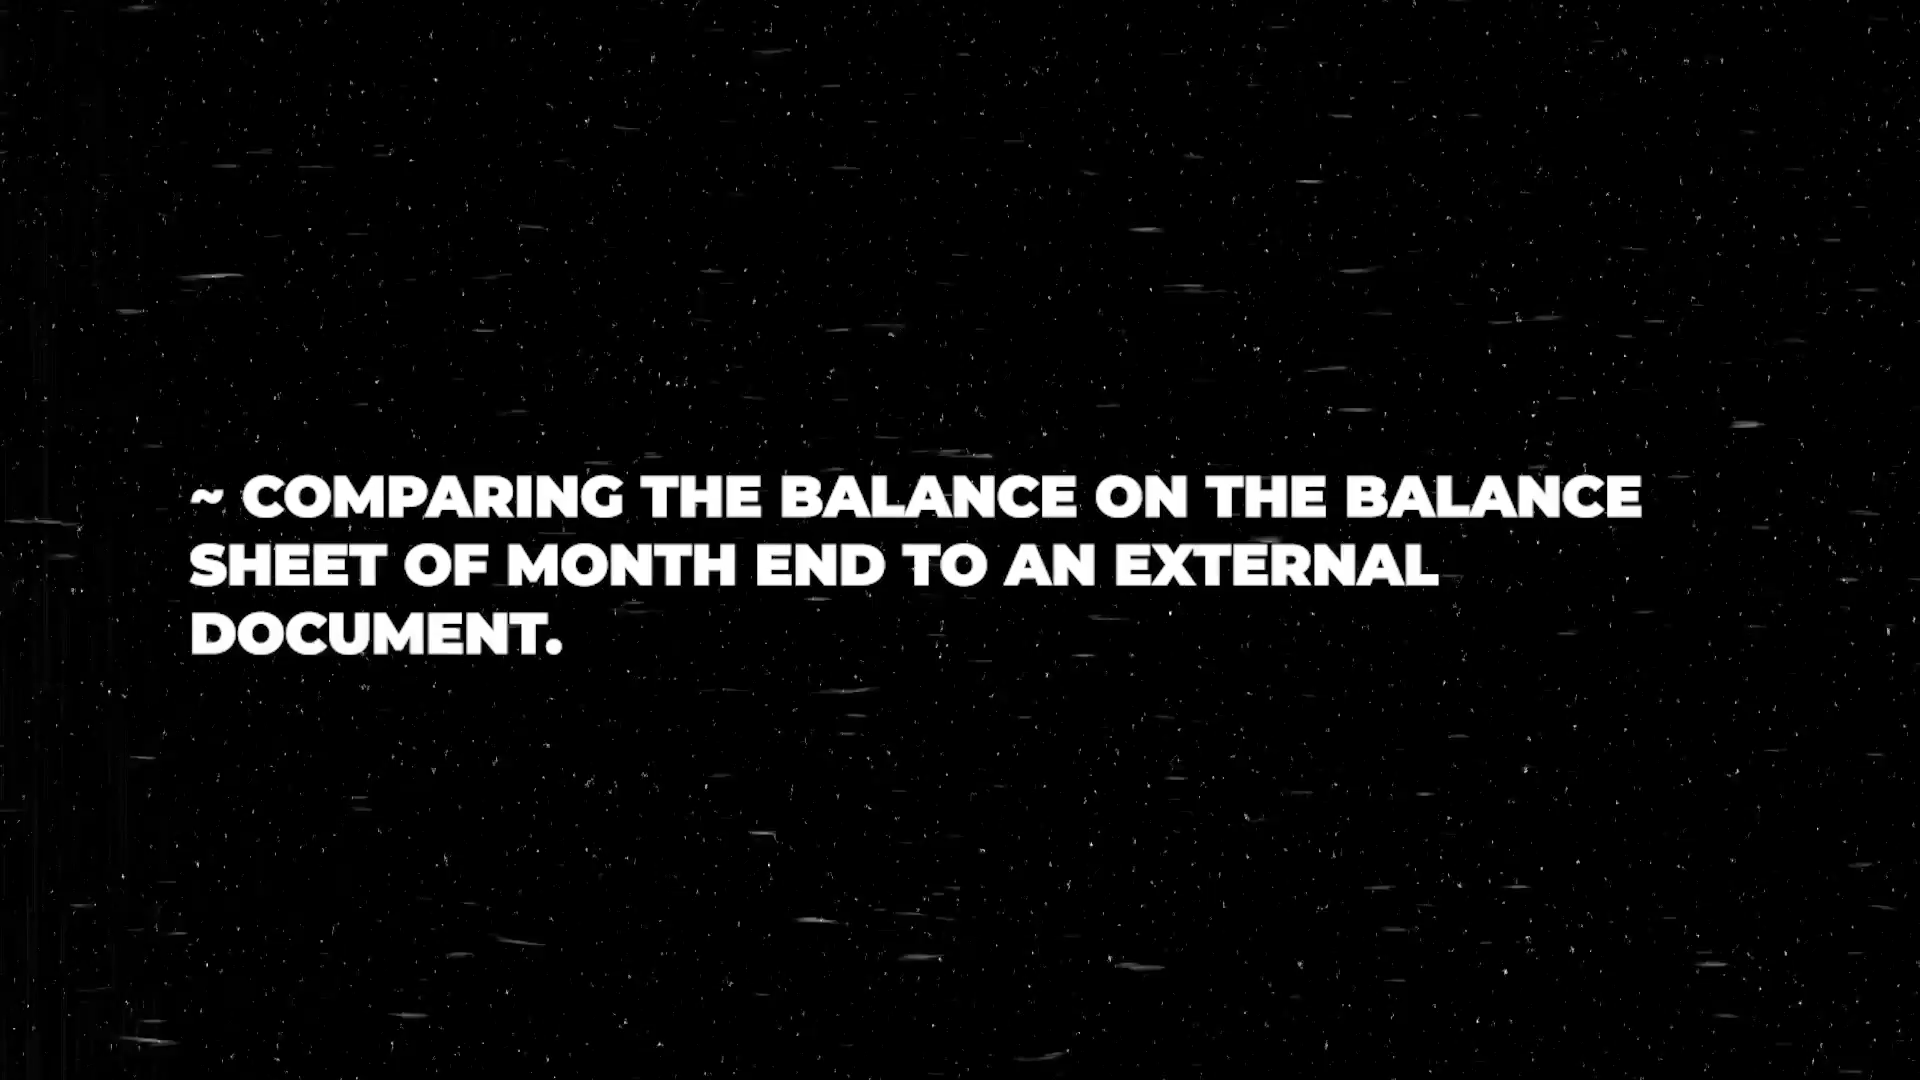 ~ COMPARING THE BALANCE ON THE BALANCE
SHEET OF MONTH END TO AN EXTERNAL
DOCUMENT.